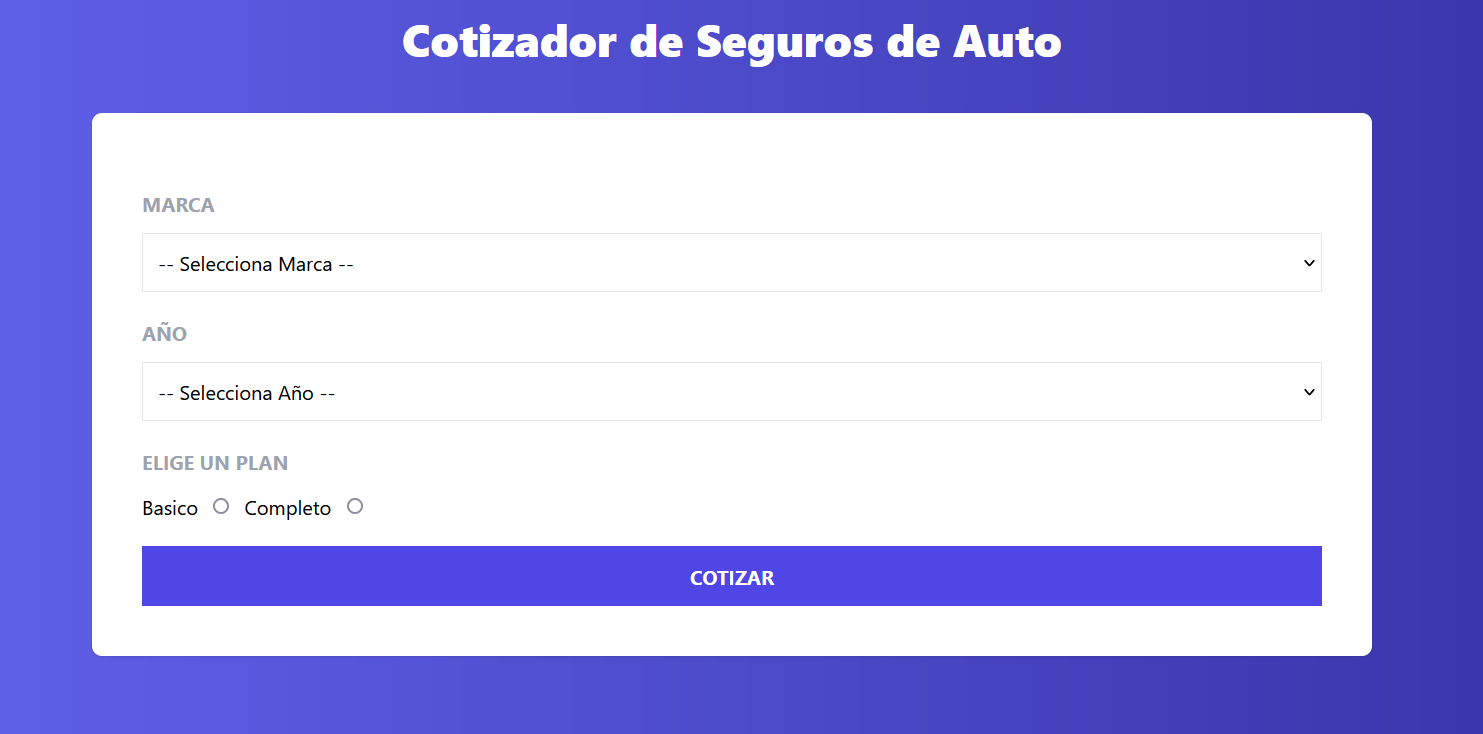 Cotizador de Seguros de Auto
MARCA
-- Selecciona Marca --
AÑO
-- Selecciona Año --
ELIGE UN PLAN
Basico Completo
COTIZAR